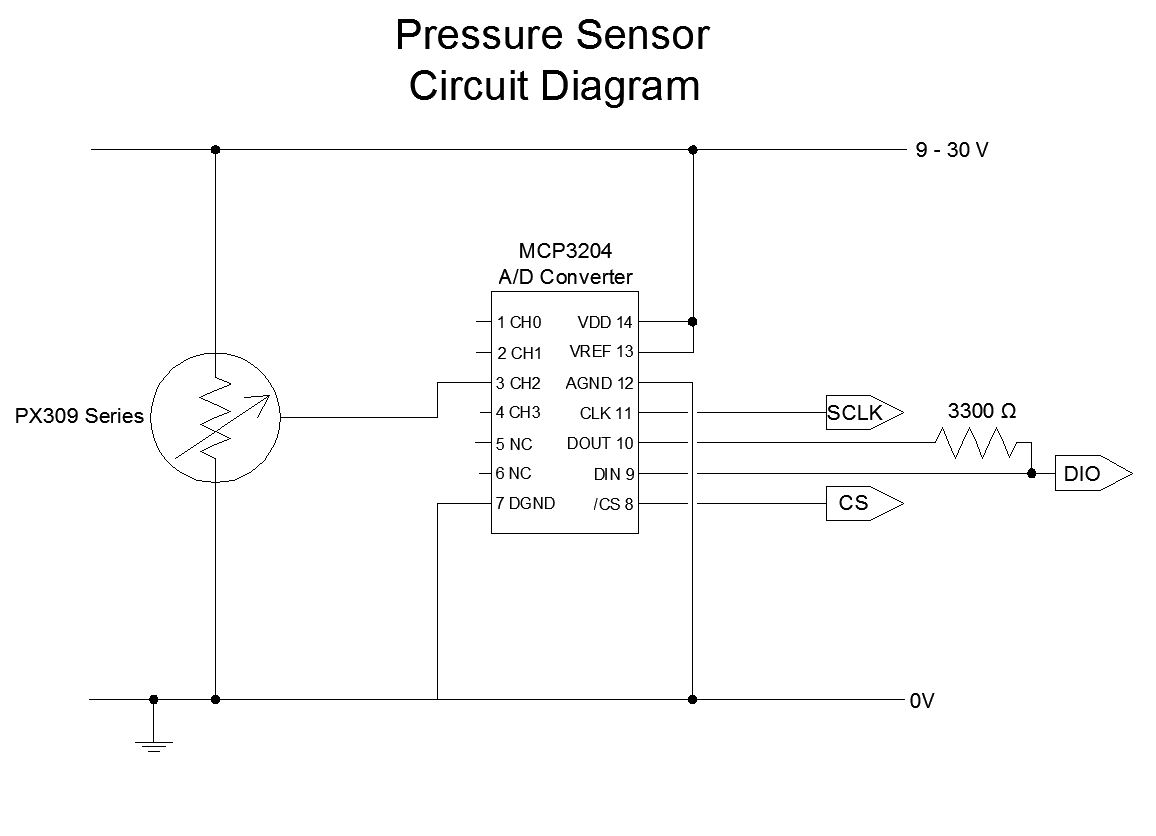 Pressure Sensor
Circuit Diagram
9 - 30 V
MCP3204
A/D Converter
1 CH0
VDD 14
2 CH1
VREF 13
3 CH2
AGND 12
4 CH3
CLK 11
5 NC
DOUT 10
6 NC
DIN 9
7 DGND
/CS 8
PX309 Series
SCLK
3300 Ω
DIO
CS
0V